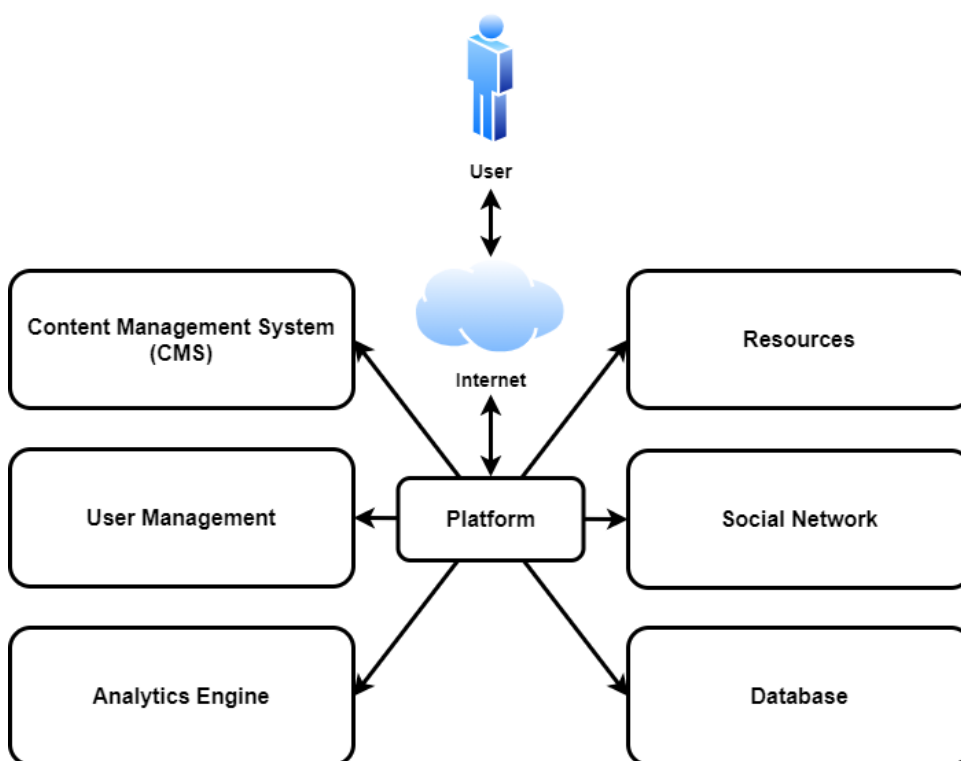 User
Internet
Content Management System
(CMS)
Resources
User Management
Platform
Social Network
Analytics Engine
Database